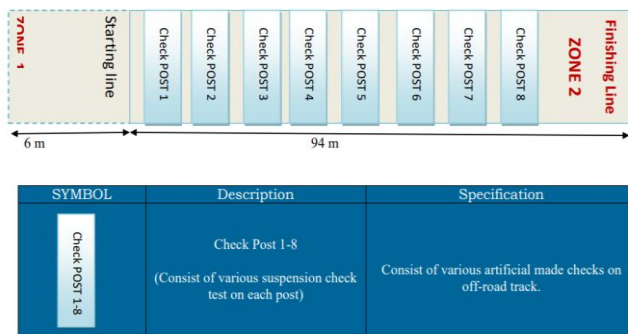 ZONE 1
Starting line
Check POST 1
Check POST 2
Check POST 3
Check POST 4
Check POST 5
Check POST 6
Check POST 7
Check POST 8
ZONE 2
Finishing Line
6 m
94 m
SYMBOL
Description
Specification
Check POST 1-8
Check Post 1-8
(Consist of various suspension check
test on each post)
Consist of various artificial made checks on
off-road track.